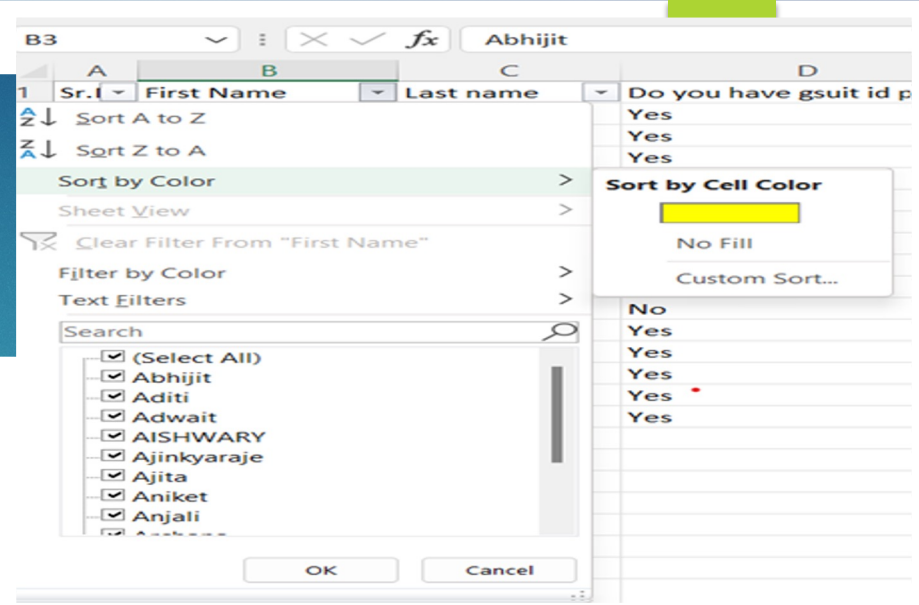 B3 fx Abhijit
A B C D
1 Sr.I First Name Last name Do you have gsuit id p
Sort A to Z Yes
Yes
Sort Z to A
Yes
Sort by Color
Sort by Cell Color
Sheet View
Clear Filter From "First Name"
No Fill
Filter by Color
Custom Sort...
Text Filters
No
Search Yes
(Select All) Yes
Abhijit Yes
Aditi Yes
Adwait Yes
AISHWARY
Ajinkyaraje
Ajita
Aniket
Anjali
OK Cancel